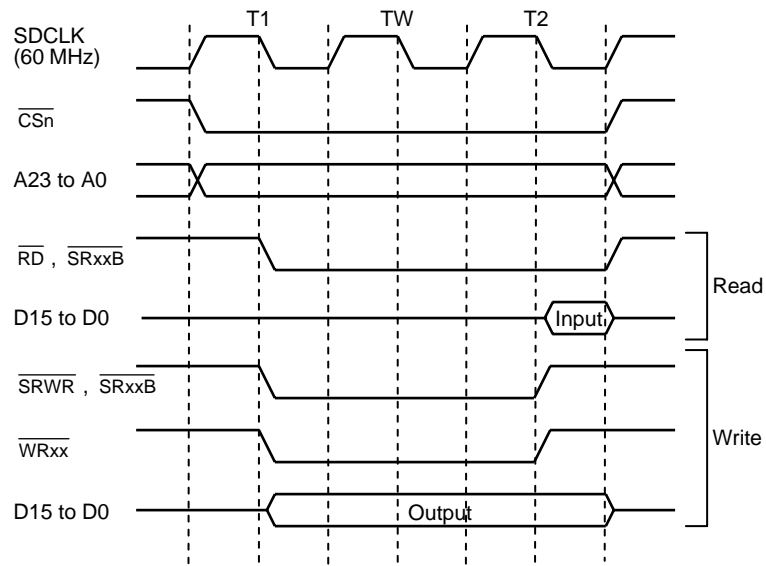 T1 TW T2
SDCLK
(60 MHz)
CSn
A23 to A0
RD , SRxxB
Read
D15 to D0
Input
SRWR , SRxxB
Write
WRxx
D15 to D0
Output